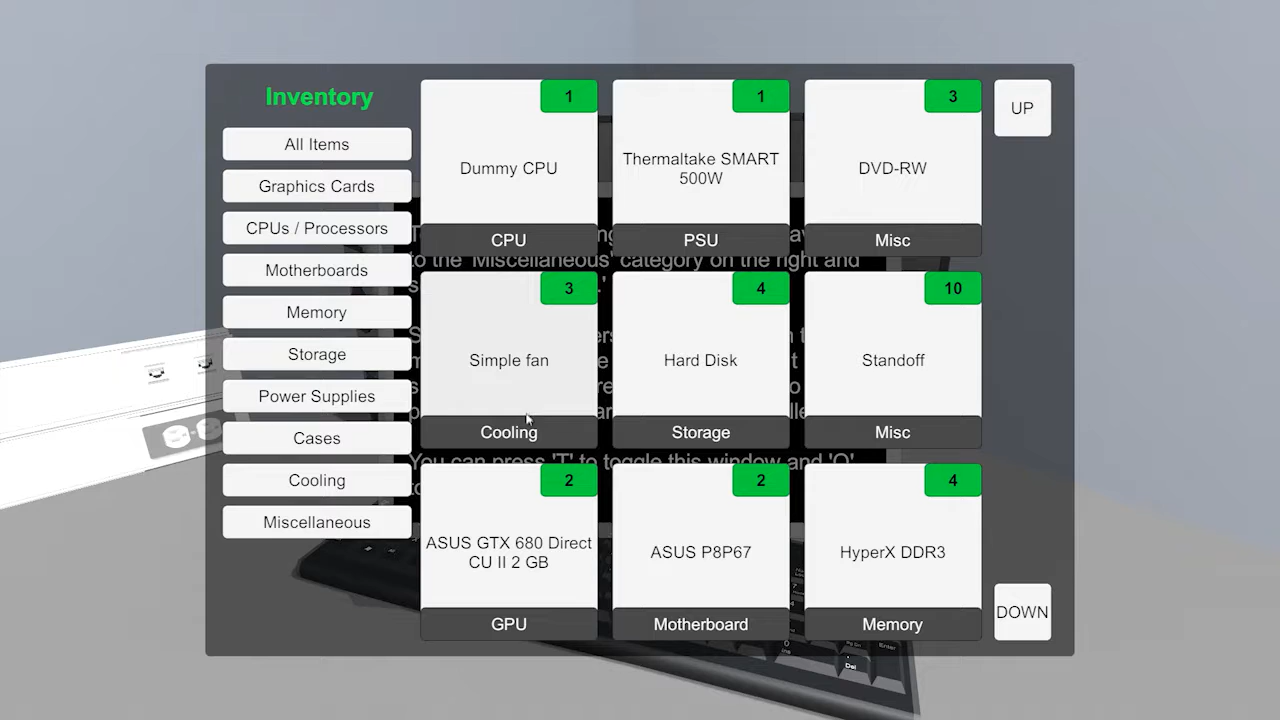 Inventory
All Items
Graphics Cards
CPUs / Processors
Motherboards
Memory
Storage
Power Supplies
Cases
Cooling
Miscellaneous
1
Dummy CPU
CPU
1
Thermaltake SMART
500W
PSU
3
DVD-RW
Misc
3
Simple fan
Cooling
4
Hard Disk
Storage
10
Standoff
Misc
2
ASUS GTX 680 Direct
CU II 2 GB
GPU
2
ASUS P8P67
Motherboard
4
HyperX DDR3
Memory
UP
DOWN
to the 'Miscellaneous' category on the right and
You can press 'T' to toggle this window and 'O'
Enter
Del